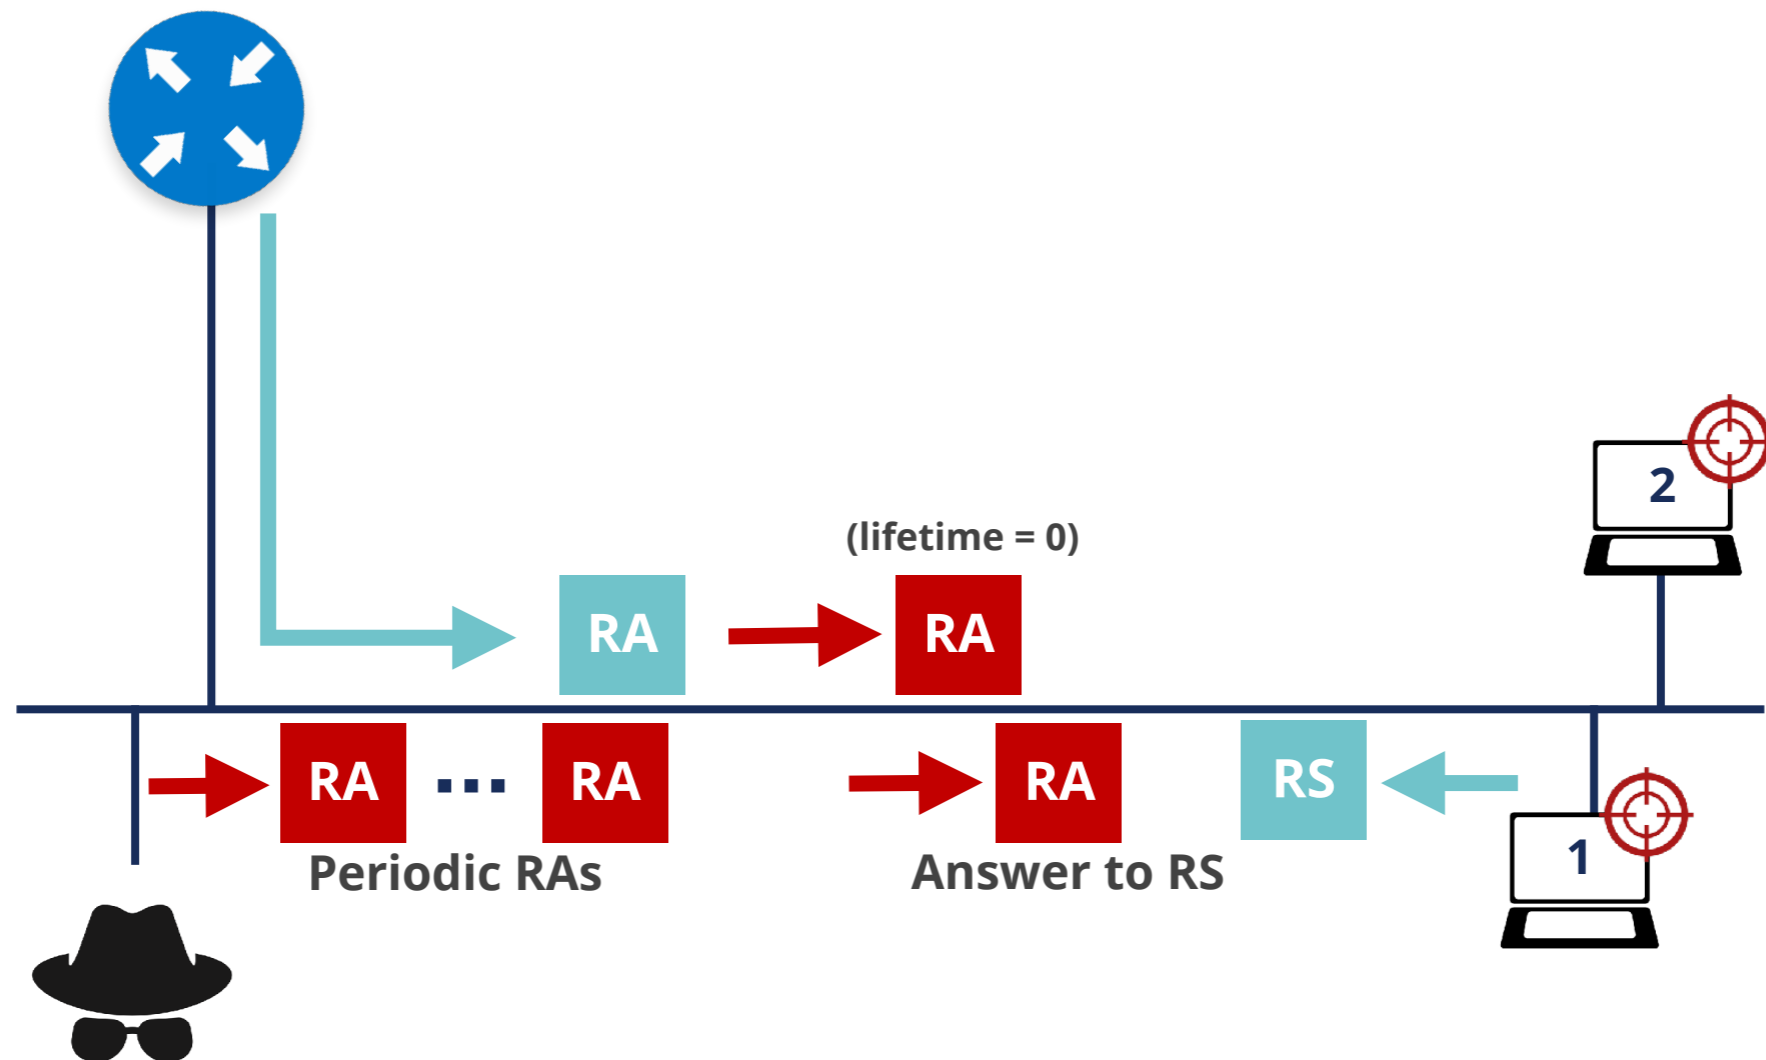 2
(lifetime = 0)
RA
RA
RA
...
RA
RA
RS
1
Periodic RAs
Answer to RS